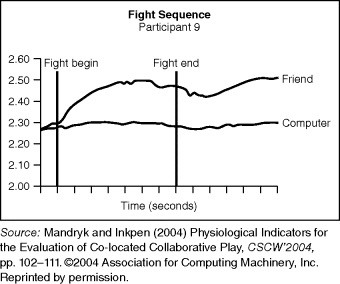 Fight Sequence
Participant 9
2.60
2.50
2.40
2.30
2.20
2.10
2.00
Fight begin
Fight end
Friend
Computer
Time (seconds)
Source: Mandryk and Inkpen (2004) Physiological Indicators for
the Evaluation of Co-located Collaborative Play, CSCW'2004,
pp. 102–111. ©2004 Association for Computing Machinery, Inc.
Reprinted by permission.